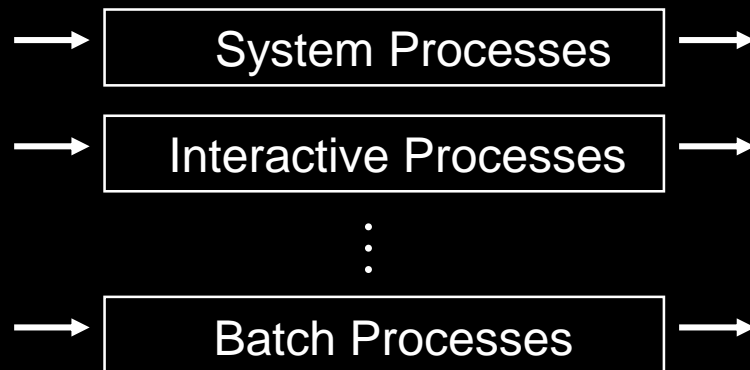 System Processes
Interactive Processes
Batch Processes